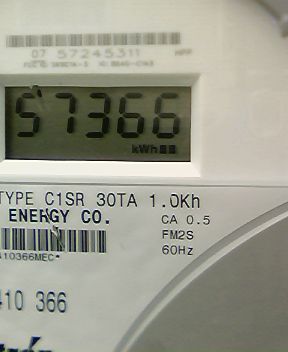 07 57245311
57366
kWh
TYPE C1SR 30TA 1.0Kh
ENERGY CO.
CA 0.5
FM2S
60Hz
410366MEC*
410 366